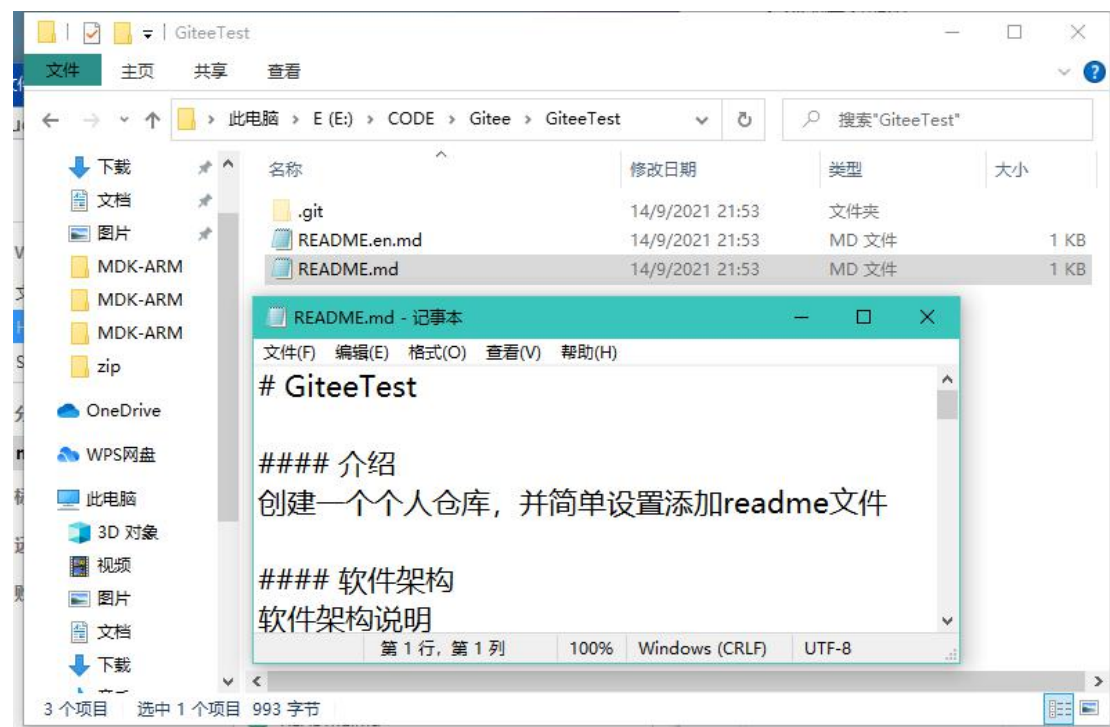 GiteeTest
文件 主页 共享 查看
此电脑 > E (E:) > CODE > Gitee > GiteeTest 搜索"GiteeTest"
名称 修改日期 类型 大小
下载
文档
图片
MDK-ARM
MDK-ARM
MDK-ARM
zip
OneDrive
WPS网盘
此电脑
3D 对象
视频
图片
文档
下载
.git 14/9/2021 21:53 文件夹
README.en.md 14/9/2021 21:53 MD 文件 1 KB
README.md 14/9/2021 21:53 MD 文件 1 KB
README.md - 记事本
文件(F) 编辑(E) 格式(O) 查看(V) 帮助(H)
# GiteeTest
#### 介绍
创建一个个人仓库，并简单设置添加readme文件
#### 软件架构
软件架构说明
第 1 行，第 1 列 100% Windows (CRLF) UTF-8
3 个项目 选中 1 个项目 993 字节